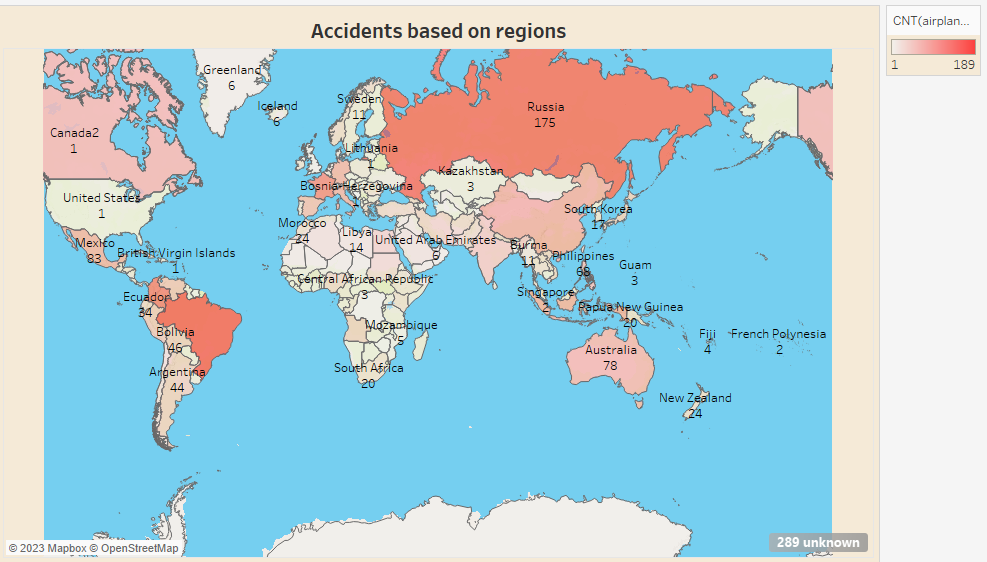 Accidents based on regions
CNT(airplan...
1 189
Greenland
6
Iceland
6
Sweden
11
Russia
175
Canada2
1
Lithuania
1
Kazakhstan
3
Bosnia-Herzegovina
1
United States
1
South Korea
17
Morocco
24
Libya
14
United Arab Emirates
6
Mexico
83
British Virgin Islands
1
Burma
11
Philippines
68
Guam
3
Central African Republic
3
Singapore
2
Ecuador
34
Papua New Guinea
20
Mozambique
5
Bolivia
46
Fiji
4
French Polynesia
2
Australia
78
South Africa
20
Argentina
44
New Zealand
24
289 unknown
© 2023 Mapbox © OpenStreetMap